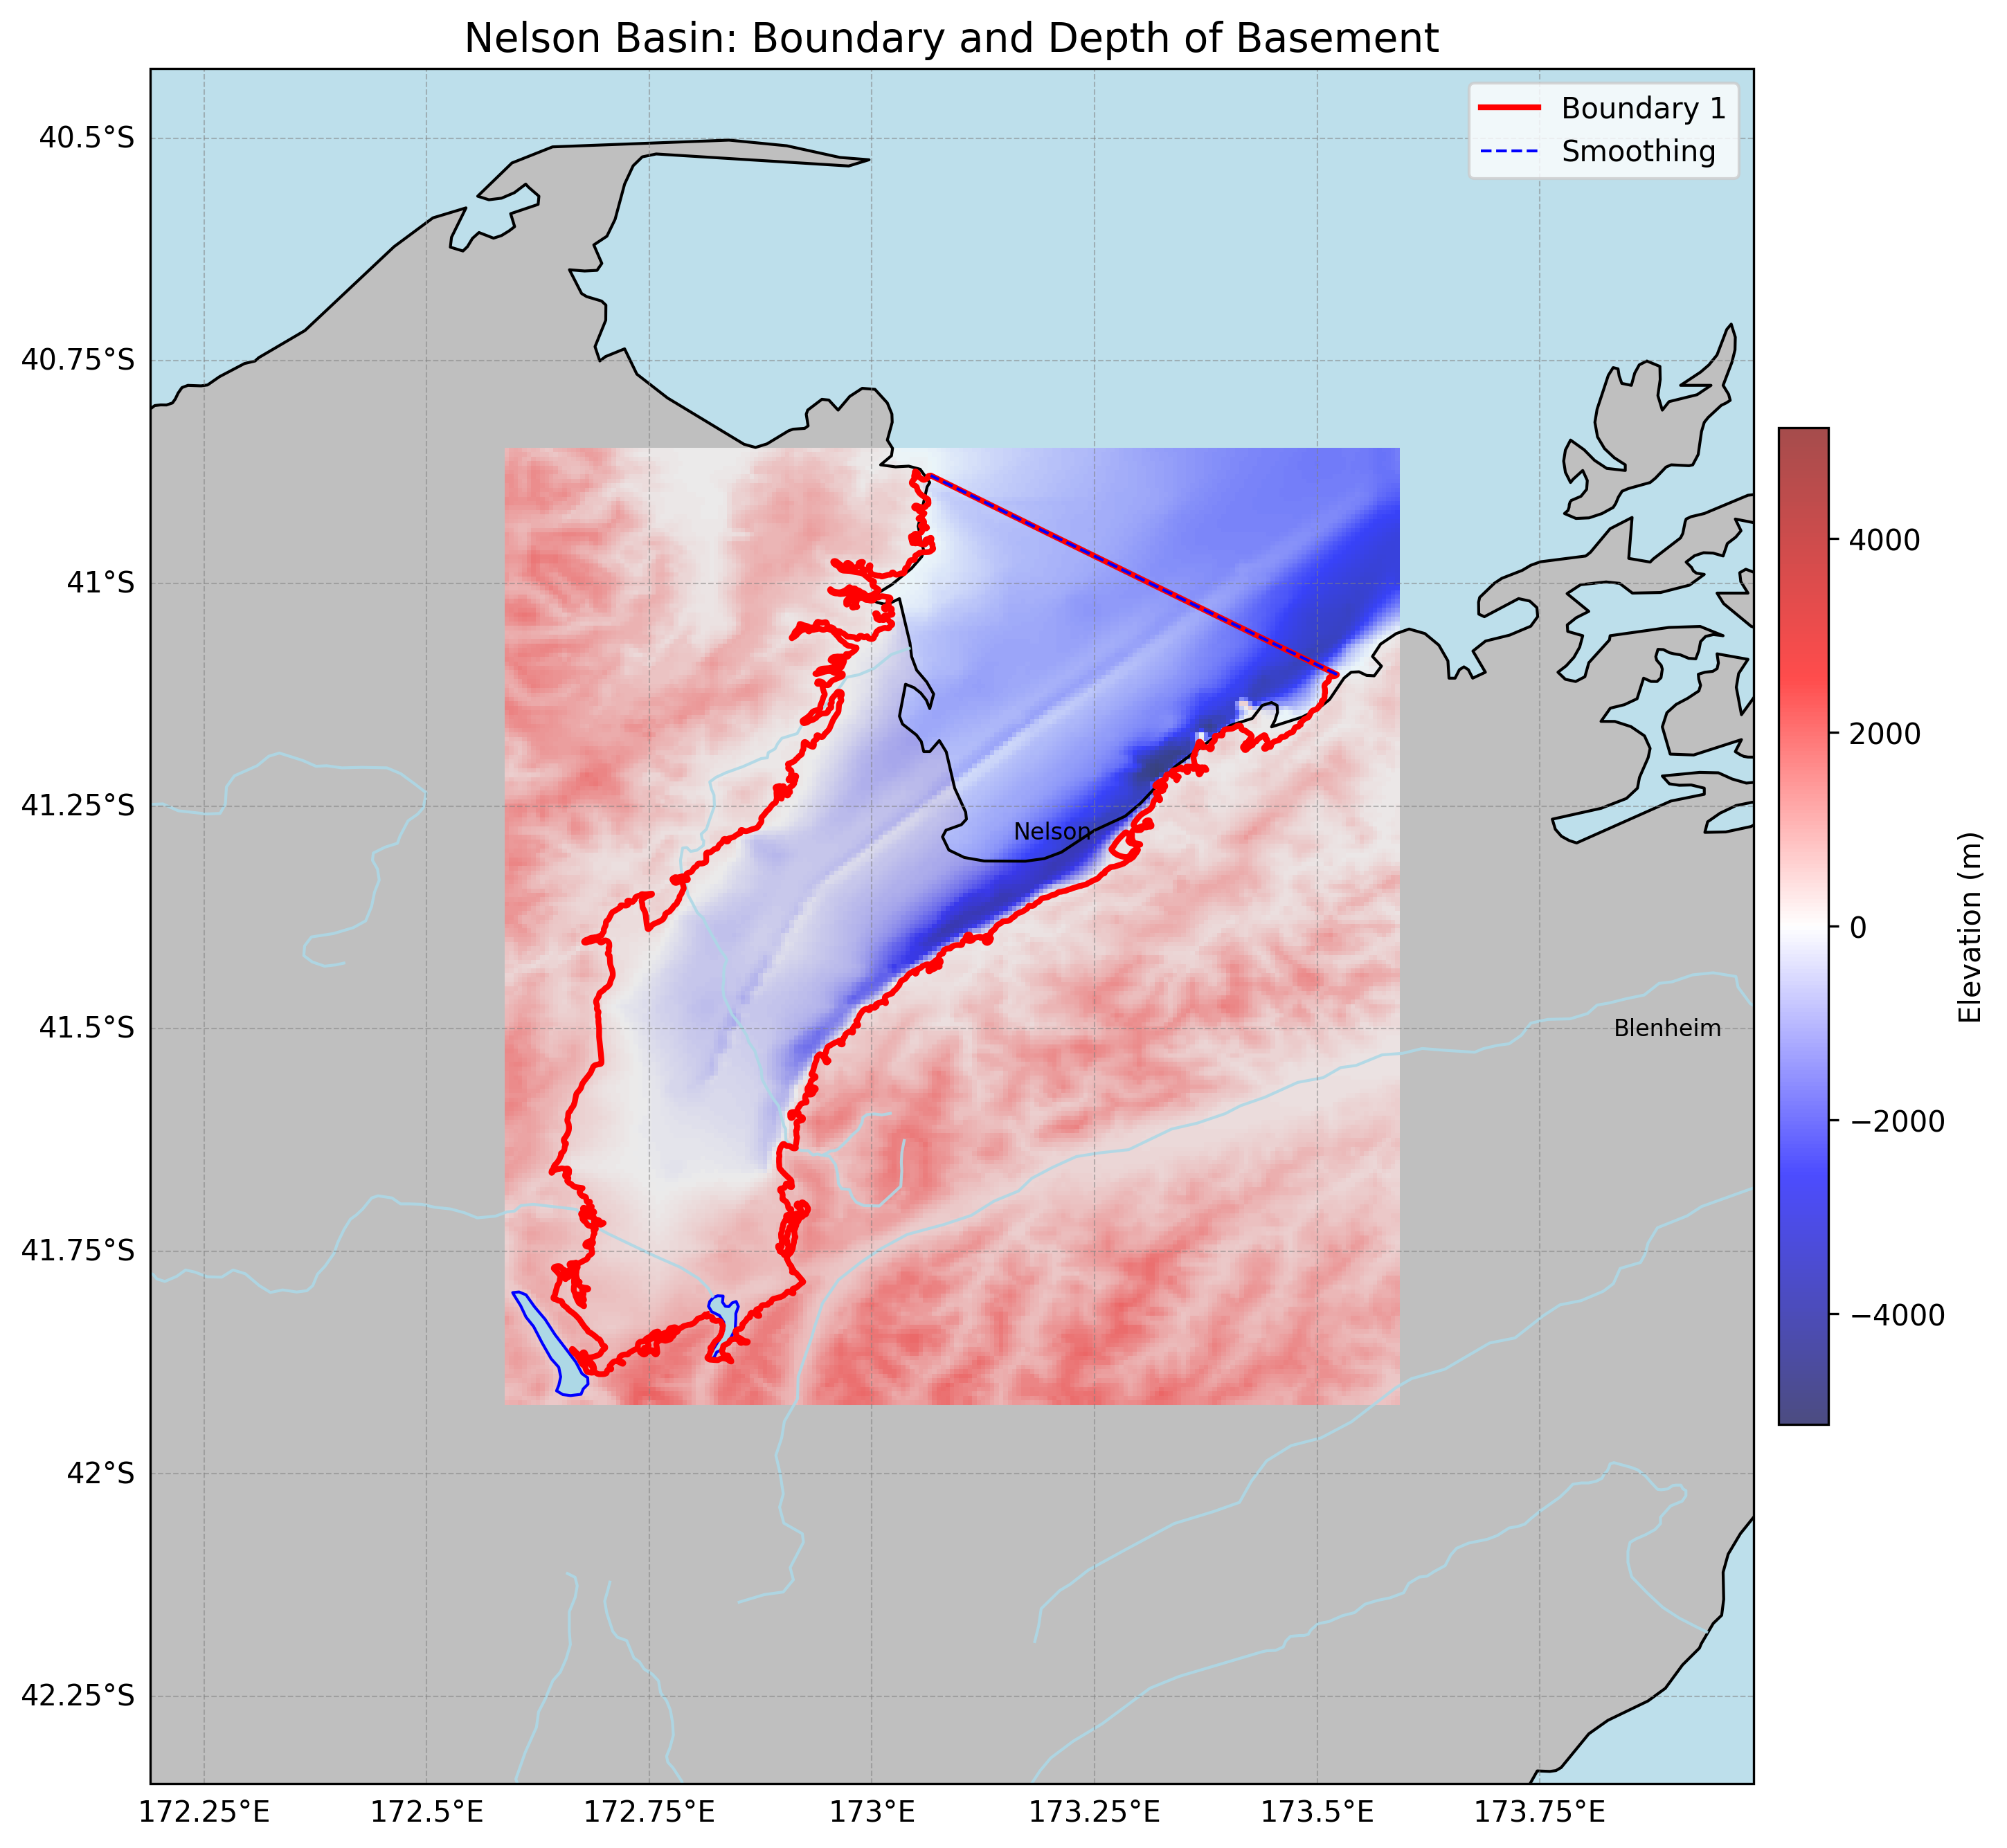 Nelson Basin: Boundary and Depth of Basement
Boundary 1
Smoothing
40.5°S
40.75°S
41°S
41.25°S
41.5°S
41.75°S
42°S
42.25°S
Nelson
Blenheim
4000
2000
0
−2000
−4000
Elevation (m)
172.25°E
172.5°E
172.75°E
173°E
173.25°E
173.5°E
173.75°E